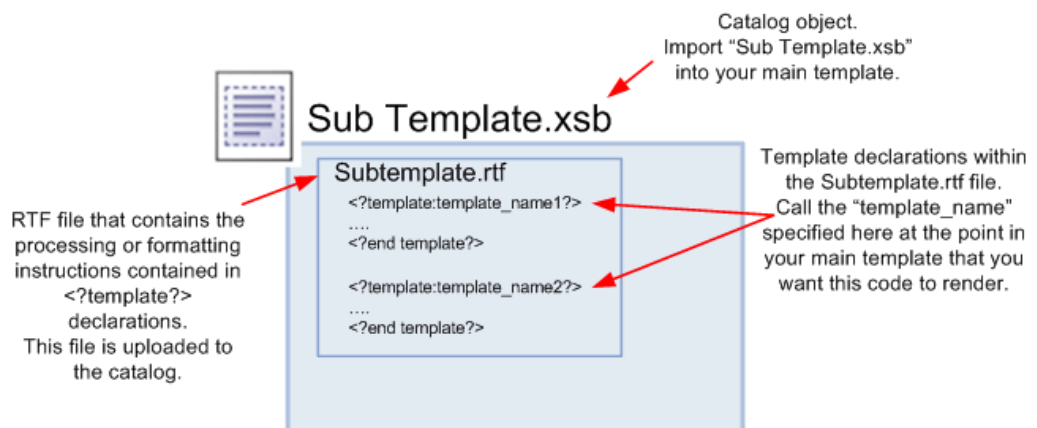 Catalog object.
Import “Sub Template.xsb”
into your main template.
Sub Template.xsb
Subtemplate.rtf
<?template:template_name1?>
....
<?end template?>
<?template:template_name2?>
....
<?end template?>
RTF file that contains the
processing or formatting
instructions contained in
<?template?>
declarations.
This file is uploaded to
the catalog.
Template declarations within
the Subtemplate.rtf file.
Call the “template_name”
specified here at the point in
your main template that you
want this code to render.